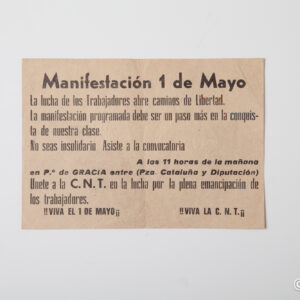 Manifestación 1 de Mayo
La lucha de los Trabajadores abre caminos de Libertad.
La manifestación programada debe ser un paso más en la conquis-
ta de nuestra clase.
No seas insolidario Asiste a la convocatoria
A las 11 horas de la mañana
en P.º de GRACIA entre (Pza. Cataluña y Diputación)
Unete a la C.N.T. en la lucha por la plena emancipación de
los trabajadores.
¡¡VIVA EL 1 DE MAYO¡¡ ¡¡VIVA LA C.N.T.¡¡